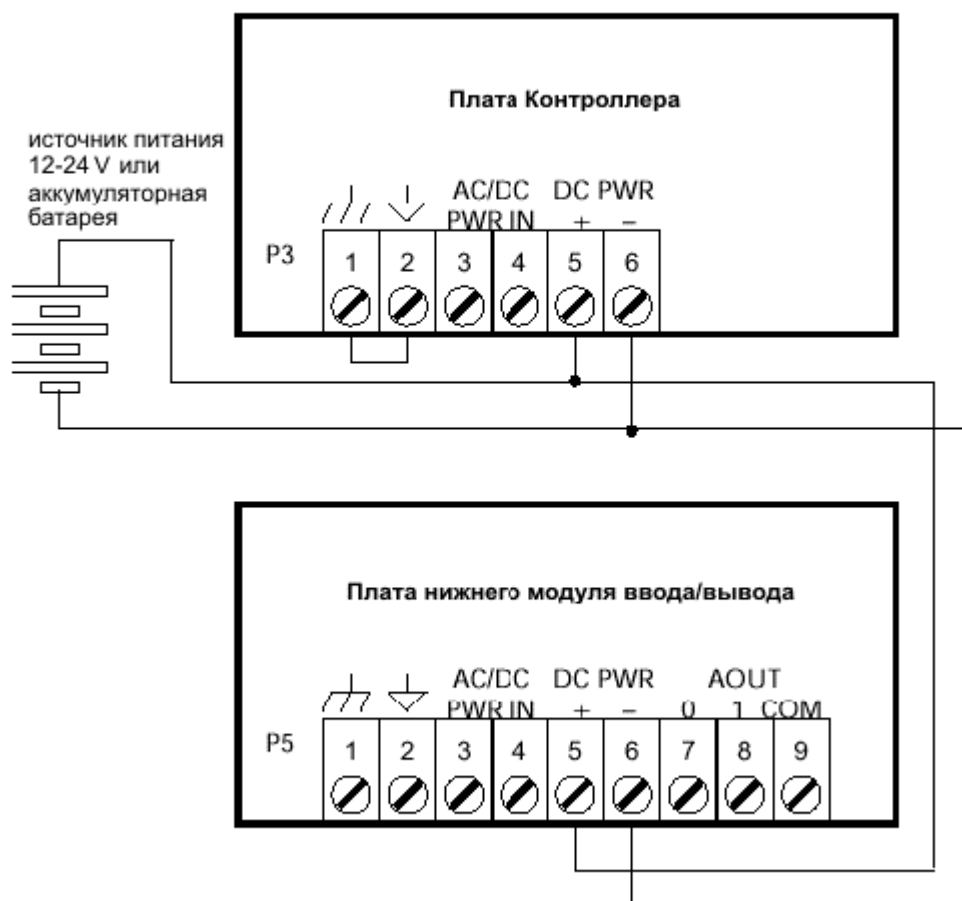 Плата Контроллера
источник питания
12-24 V или
аккумуляторная
батарея
AC/DC DC PWR
PWR IN + −
P3 1 2 3 4 5 6
Плата нижнего модуля ввода/вывода
AC/DC DC PWR AOUT
PWR IN + − 0 1 COM
P5 1 2 3 4 5 6 7 8 9